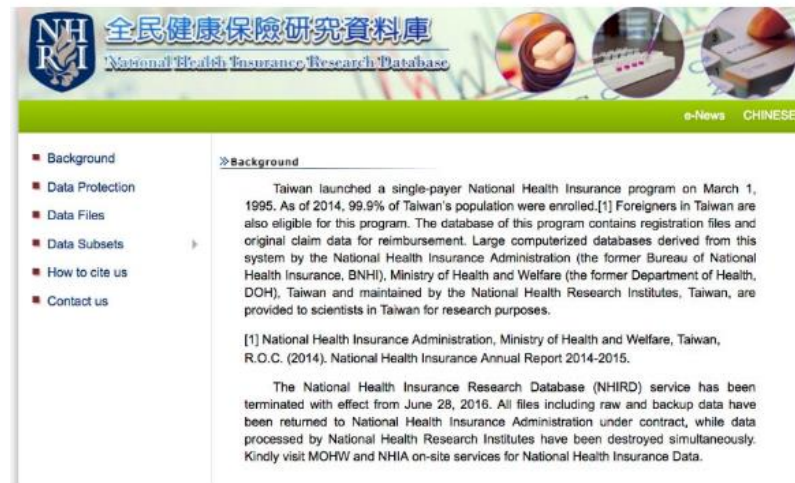 NHRI
全民健康保險研究資料庫
National Health Insurance Research Database
e-News CHINESE
Background
Data Protection
Data Files
Data Subsets
How to cite us
Contact us
Background
Taiwan launched a single-payer National Health Insurance program on March 1,
1995. As of 2014, 99.9% of Taiwan's population were enrolled.[1] Foreigners in Taiwan are
also eligible for this program. The database of this program contains registration files and
original claim data for reimbursement. Large computerized databases derived from this
system by the National Health Insurance Administration (the former Bureau of National
Health Insurance, BNHI), Ministry of Health and Welfare (the former Department of Health,
DOH), Taiwan and maintained by the National Health Research Institutes, Taiwan, are
provided to scientists in Taiwan for research purposes.
[1] National Health Insurance Administration, Ministry of Health and Welfare, Taiwan,
R.O.C. (2014). National Health Insurance Annual Report 2014-2015.
The National Health Insurance Research Database (NHIRD) service has been
terminated with effect from June 28, 2016. All files including raw and backup data have
been returned to National Health Insurance Administration under contract, while data
processed by National Health Research Institutes have been destroyed simultaneously.
Kindly visit MOHW and NHIA on-site services for National Health Insurance Data.